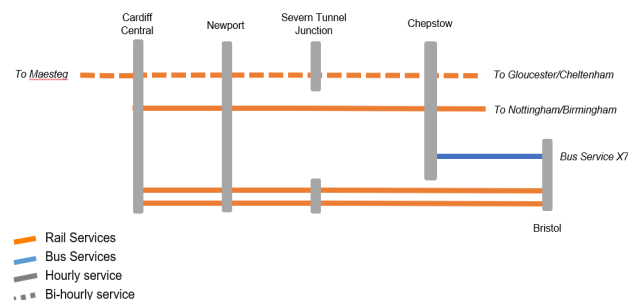 Cardiff
Central
Newport
Severn Tunnel
Junction
Chepstow
To Maesteg
To Gloucester/Cheltenham
To Nottingham/Birmingham
Bus Service X7
Bristol
Rail Services
Bus Services
Hourly service
Bi-hourly service